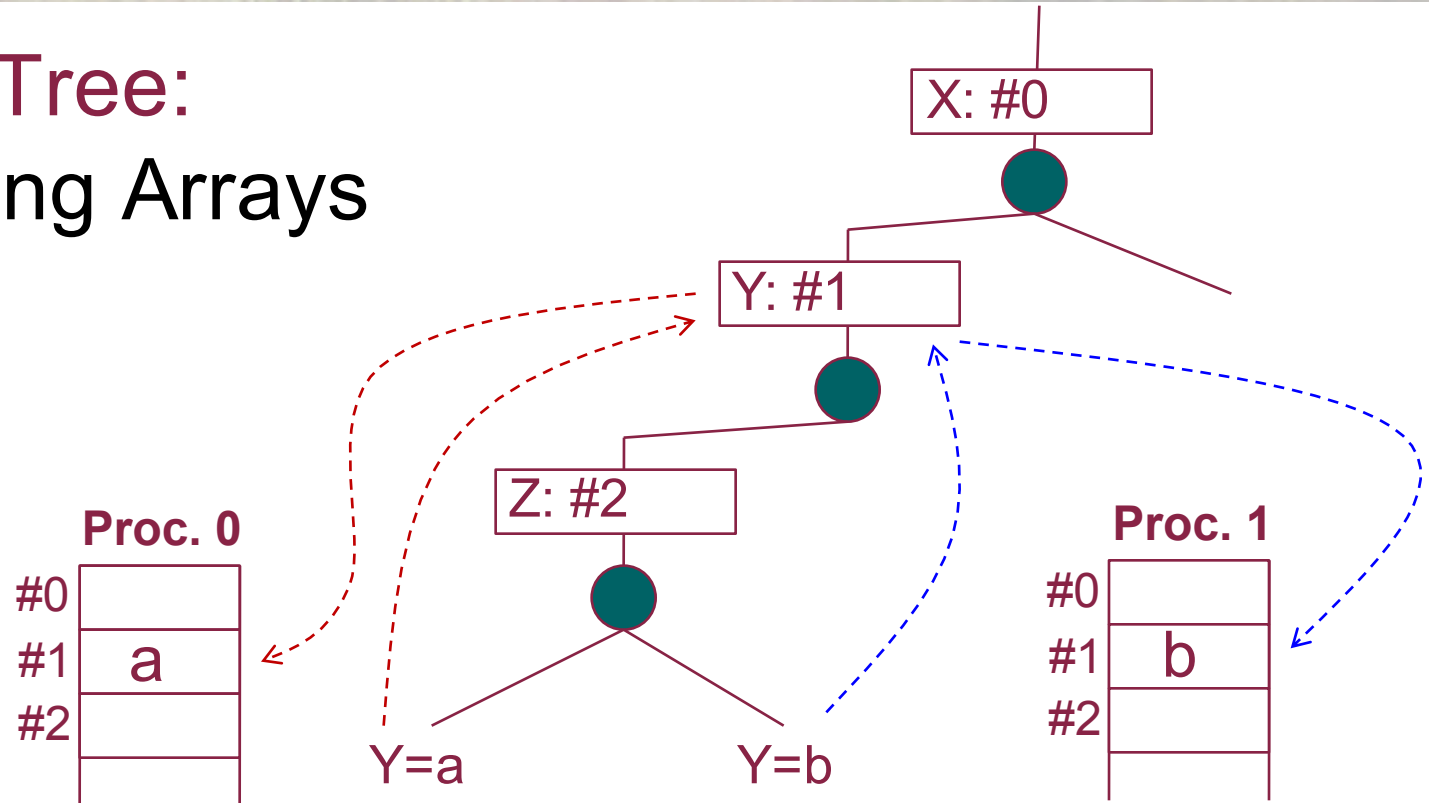 Tree:
ng Arrays
X: #0
Y: #1
Z: #2
Proc. 0
#0
#1 a
#2
Proc. 1
#0
#1 b
#2
Y=a
Y=b